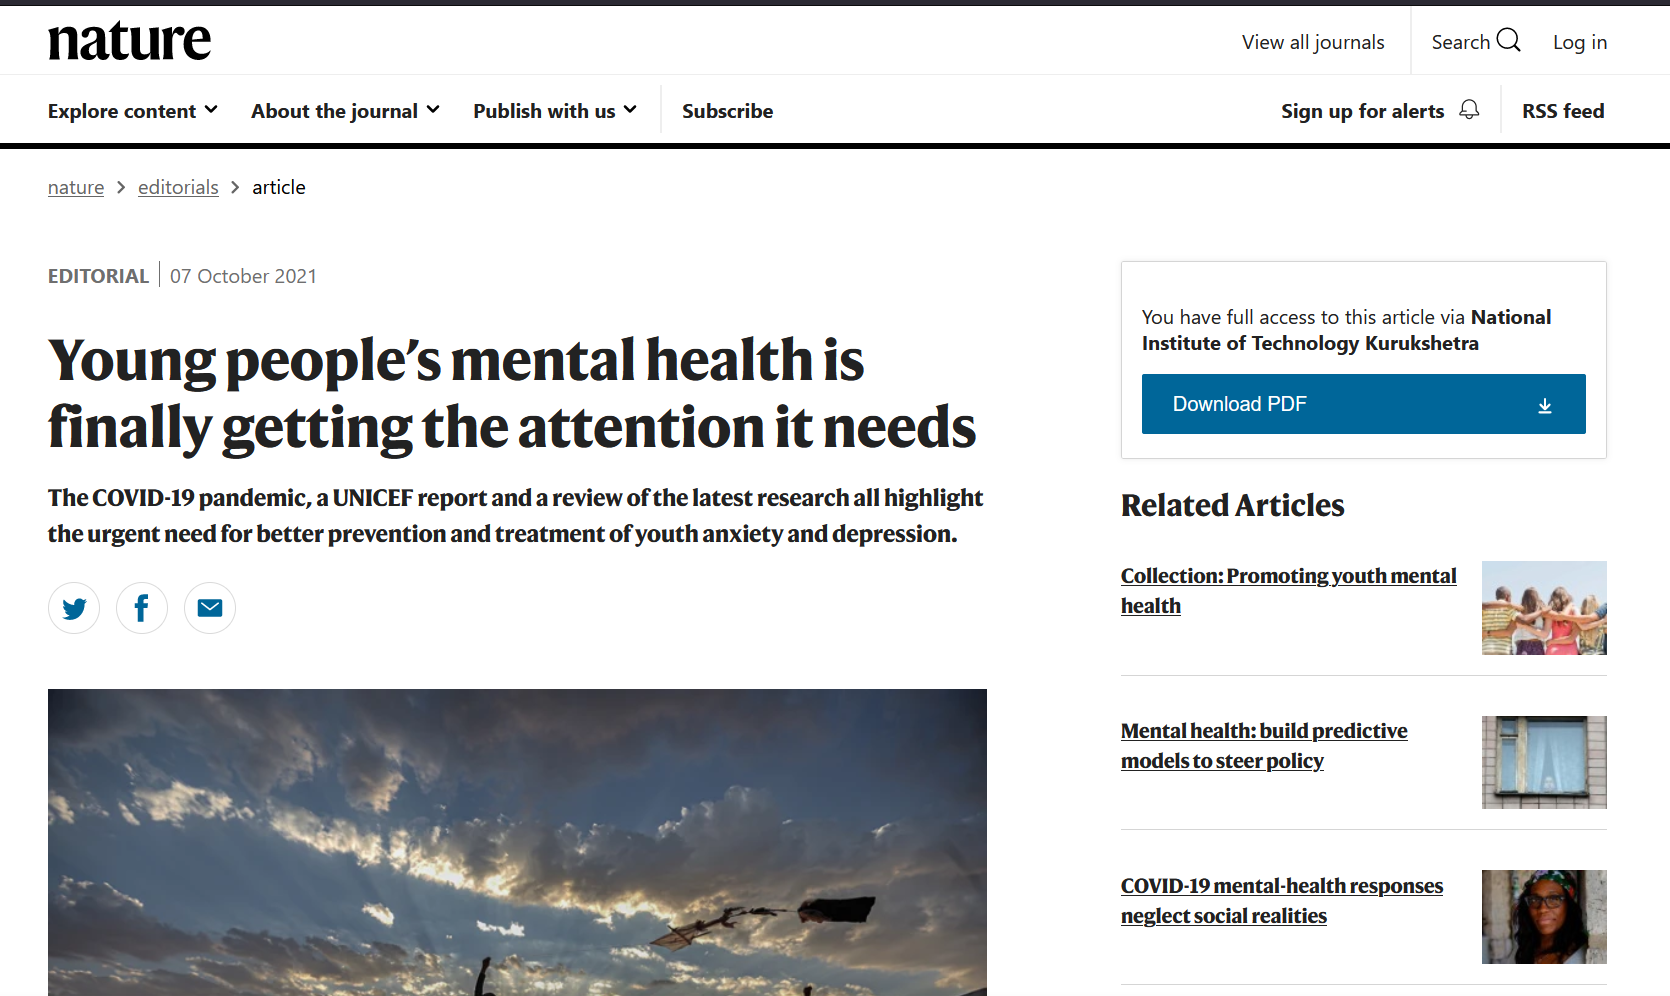 nature
View all journals
Search
Log in
Explore content
About the journal
Publish with us
Subscribe
Sign up for alerts
RSS feed
nature > editorials > article
EDITORIAL | 07 October 2021
Young people’s mental health is
finally getting the attention it needs
The COVID-19 pandemic, a UNICEF report and a review of the latest research all highlight
the urgent need for better prevention and treatment of youth anxiety and depression.
You have full access to this article via National
Institute of Technology Kurukshetra
Download PDF
Related Articles
Collection: Promoting youth mental
health
Mental health: build predictive
models to steer policy
COVID-19 mental-health responses
neglect social realities